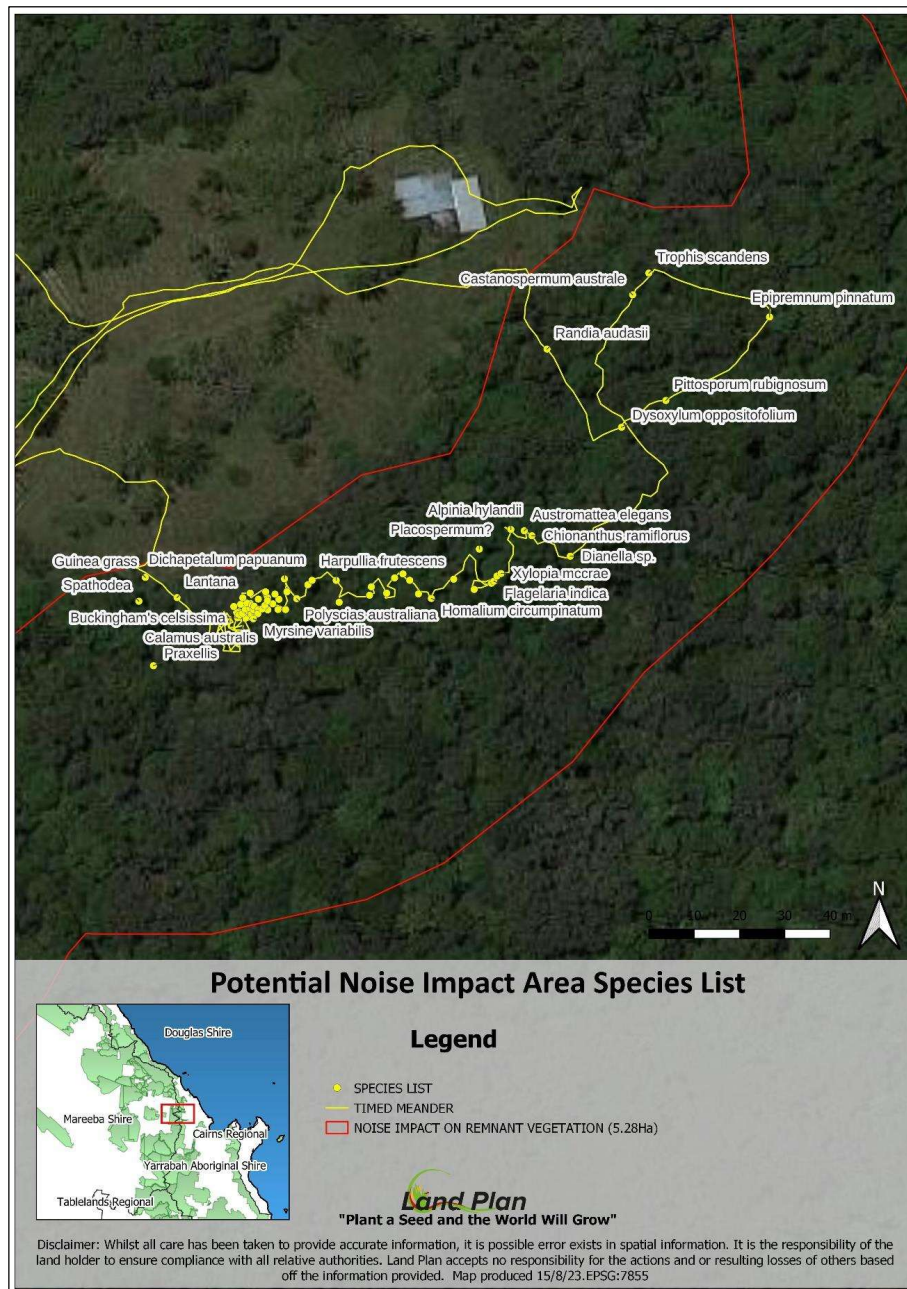 Trophis scandens
Castanospermum australe
Epipremnum pinnatum
Randia audasii
Pittosporum rubignosum
Dysoxylum oppositofolium
Alpinia hylandii
Austromattea elegans
Placospermum?
Chionanthus ramiflorus
Guinea grass
Dichapetalum papuanum
Harpullia frutescens
Dianella sp.
Spathodea
Lantana
Xylopia mccrae
Flagelaria indica
Buckingham's celsissima
Polyscias australiana
Homalium circumpinatum
Calamus australis
Myrsine variabilis
Praxellis
N
0 10 20 30 40 m
Potential Noise Impact Area Species List
Legend
SPECIES LIST
TIMED MEANDER
NOISE IMPACT ON REMNANT VEGETATION (5.28Ha)
Douglas Shire
Mareeba Shire
Cairns Regional
Yarrabah Aboriginal Shire
Tablelands Regional
Land Plan
"Plant a Seed and the World Will Grow"
Disclaimer: Whilst all care has been taken to provide accurate information, it is possible error exists in spatial information. It is the responsibility of the
land holder to ensure compliance with all relative authorities. Land Plan accepts no responsibility for the actions and or resulting losses of others based
off the information provided. Map produced 15/8/23.EPSG:7855